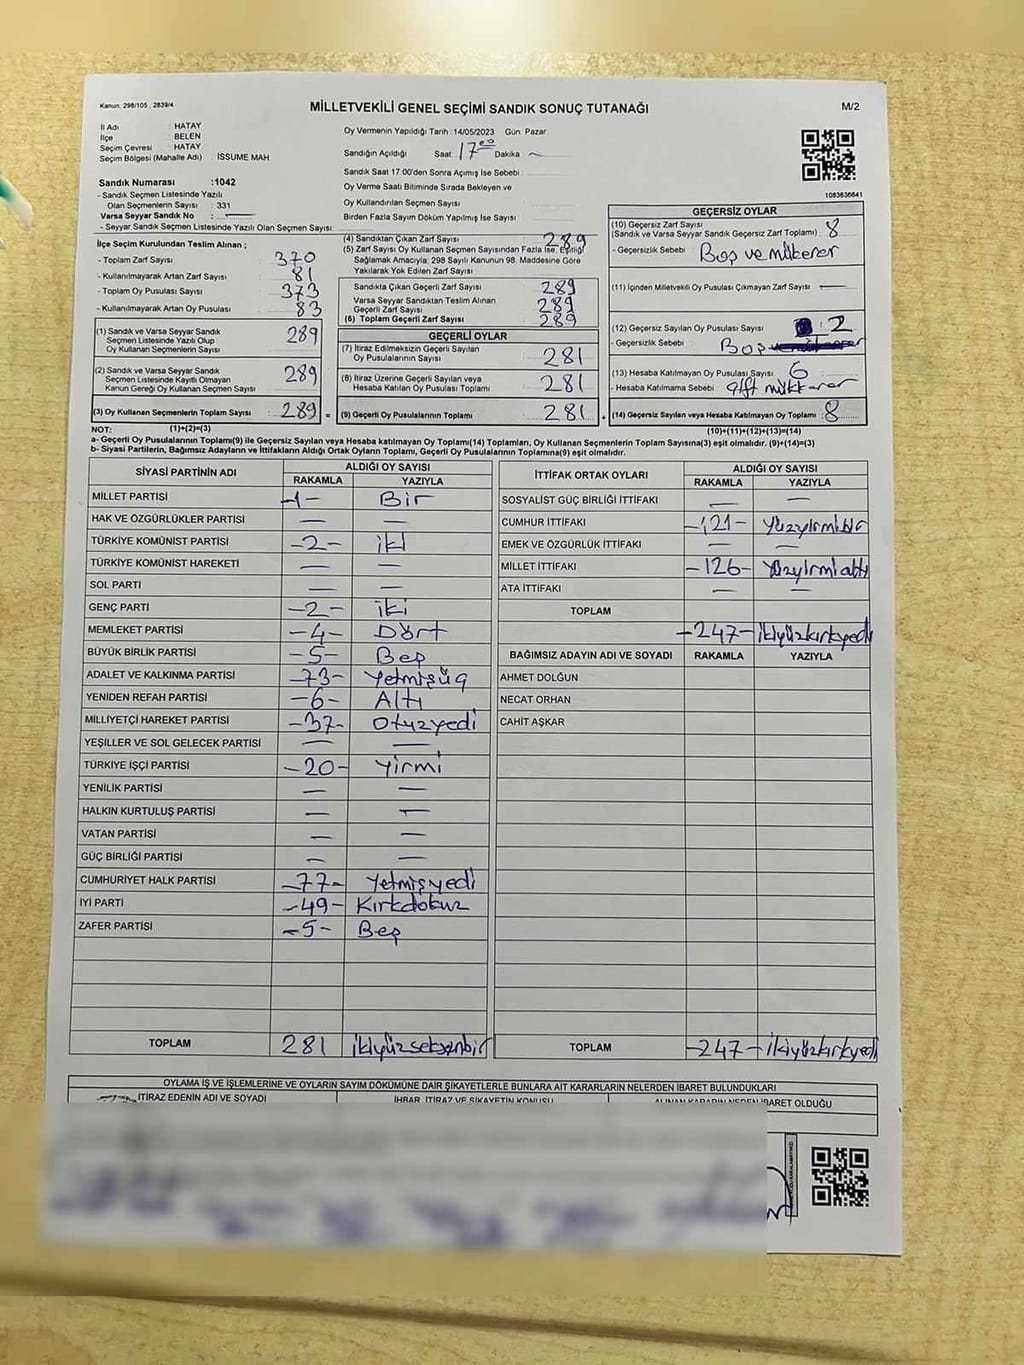 Kanun: 298/105 , 2839/4
MİLLETVEKİLİ GENEL SEÇİMİ SANDIK SONUÇ TUTANAĞI
M/2
İl Adı : HATAY
İlçe : BELEN
Seçim Çevresi : HATAY
Seçim Bölgesi (Mahalle Adı) : ISSUME MAH
Sandık Numarası :1042
- Sandık Seçmen Listesinde Yazılı
Olan Seçmenlerin Sayısı : 331
Varsa Seyyar Sandık No :
- Seyyar Sandık Seçmen Listesinde Yazılı Olan Seçmen Sayısı:
Oy Vermenin Yapıldığı Tarih :14/05/2023 Gün: Pazar
Sandığın Açıldığı Saat: 17⁰⁰ Dakika
Sandık Saat 17:00'den Sonra Açımış İse Sebebi :
Oy Verme Saati Bitiminde Sırada Bekleyen ve
Oy Kullandırılan Seçmen Sayısı :
Birden Fazla Sayım Döküm Yapılmış İse Sayısı :
1083636641
İlçe Seçim Kurulundan Teslim Alınan ;
- Toplam Zarf Sayısı : 370
- Kullanılmayarak Artan Zarf Sayısı : 81
- Toplam Oy Pusulası Sayısı : 373
- Kullanılmayarak Artan Oy Pusulası : 83
(1) Sandık ve Varsa Seyyar Sandık
Seçmen Listesinde Yazılı Olup
Oy Kullanan Seçmenlerin Sayısı : 289
(2) Sandık ve Varsa Seyyar Sandık
Seçmen Listesinde Kayıtlı Olmayan
Kanun Gereği Oy Kullanan Seçmen Sayısı : 289
(3) Oy Kullanan Seçmenlerin Toplam Sayısı : 289 =
(4) Sandıktan Çıkan Zarf Sayısı : 289
(5) Zarf Sayısı Oy Kullanan Seçmen Sayısından Fazla İse, Eşitliği
Sağlamak Amacıyla; 298 Sayılı Kanunun 98. Maddesine Göre
Yakılarak Yok Edilen Zarf Sayısı :
Sandıkta Çıkan Geçerli Zarf Sayısı : 289
Varsa Seyyar Sandıktan Teslim Alınan
Geçerli Zarf Sayısı : 289
(6) Toplam Geçerli Zarf Sayısı : 289
GEÇERLİ OYLAR
(7) İtiraz Edilmeksizin Geçerli Sayılan
Oy Pusulasının Sayısı : 281
(8) İtiraz Üzerine Geçerli Sayılan veya
Hesaba Katılan Oy Pusulası Toplamı : 281
(9) Geçerli Oy Pusulalarının Toplamı : 281 +
GEÇERSİZ OYLAR
(10) Geçersiz Zarf Sayısı
(Sandık ve Varsa Seyyar Sandık Geçersiz Zarf Toplamı) : 8
- Geçersizlik Sebebi : Boş ve mükerer
(11) İçinden Milletvekili Oy Pusulası Çıkmayan Zarf Sayısı : —
(12) Geçersiz Sayılan Oy Pusulası Sayısı : 2
- Geçersizlik Sebebi : Boş
(13) Hesaba Katılmayan Oy Pusulası Sayısı : 6
- Hesaba Katılmama Sebebi : çift mükkerer
(14) Geçersiz Sayılan veya Hesaba Katılmayan Oy Toplamı : 8
NOT: (1)+(2)=(3)
(10)+(11)+(12)+(13)=(14)
a- Geçerli Oy Pusulalarının Toplamı(9) ile Geçersiz Sayılan veya Hesaba katılmayan Oy Toplamı(14) Toplamları, Oy Kullanan Seçmenlerin Toplam Sayısına(3) eşit olmalıdır. (9)+(14)=(3)
b- Siyasi Partilerin, Bağımsız Adayların ve İttifakların Aldığı Ortak Oyların Toplamı, Geçerli Oy Pusulalarının Toplamına(9) eşit olmalıdır.
SİYASİ PARTİNİN ADI ALDIĞI OY SAYISI
RAKAMLA YAZIYLA
MİLLET PARTİSİ -1- Bir
HAK VE ÖZGÜRLÜKLER PARTİSİ — —
TÜRKİYE KOMÜNİST PARTİSİ -2- iki
TÜRKİYE KOMÜNİST HAREKETİ — —
SOL PARTİ — —
GENÇ PARTİ -2- iki
MEMLEKET PARTİSİ -4- Dört
BÜYÜK BİRLİK PARTİSİ -5- Beş
ADALET VE KALKINMA PARTİSİ -73- Yetmişüç
YENİDEN REFAH PARTİSİ -6- Altı
MİLLİYETÇİ HAREKET PARTİSİ -37- otuzyedi
YEŞİLLER VE SOL GELECEK PARTİSİ — —
TÜRKİYE İŞÇİ PARTİSİ -20- Yirmi
YENİLİK PARTİSİ — —
HALKIN KURTULUŞ PARTİSİ — —
VATAN PARTİSİ — —
GÜÇ BİRLİĞİ PARTİSİ — —
CUMHURİYET HALK PARTİSİ -77- Yetmişyedi
İYİ PARTİ -49- Kırkdokuz
ZAFER PARTİSİ -5- Beş
TOPLAM 281 ikiyüzseksenbir
İTTİFAK ORTAK OYLARI ALDIĞI OY SAYISI
RAKAMLA YAZIYLA
SOSYALİST GÜÇ BİRLİĞİ İTTİFAKI — —
CUMHUR İTTİFAKI -121- Yüzyirmibir
EMEK VE ÖZGÜRLÜK İTTİFAKI — —
MİLLET İTTİFAKI -126- Yüzyirmialtı
ATA İTTİFAKI — —
TOPLAM -247- ikiyüzkırkyedi
BAĞIMSIZ ADAYIN ADI VE SOYADI RAKAMLA YAZIYLA
AHMET DOLĞUN
NECAT ORHAN
CAHİT AŞKAR
TOPLAM -247- ikiyüzkırkyedi
OYLAMA İŞ VE İŞLEMLERİNE VE OYLARIN SAYIM DÖKÜMÜNE DAİR ŞİKAYETLERLE BUNLARA AİT KARARLARIN NELERDEN İBARET BULUNDUKLARI
İTİRAZ EDENİN ADI VE SOYADI İHBAR, İTİRAZ VE ŞİKAYETİN KONUSU ALINAN KARARIN NEDEN İBARET OLDUĞU